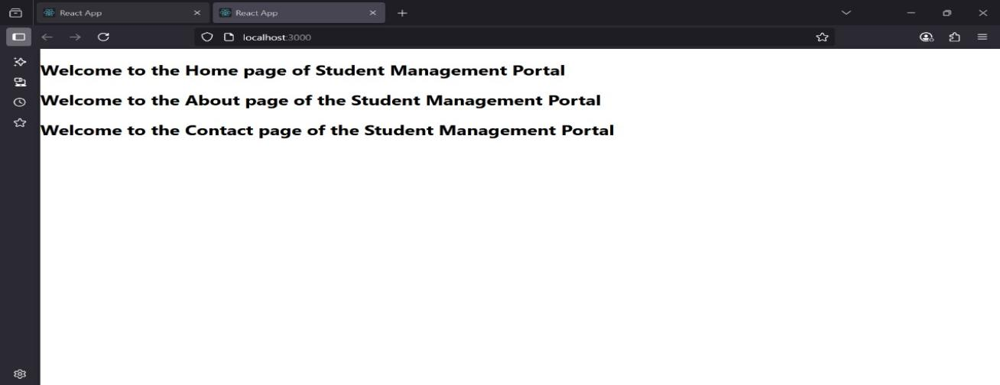 React App
React App
localhost:3000
Welcome to the Home page of Student Management Portal
Welcome to the About page of the Student Management Portal
Welcome to the Contact page of the Student Management Portal